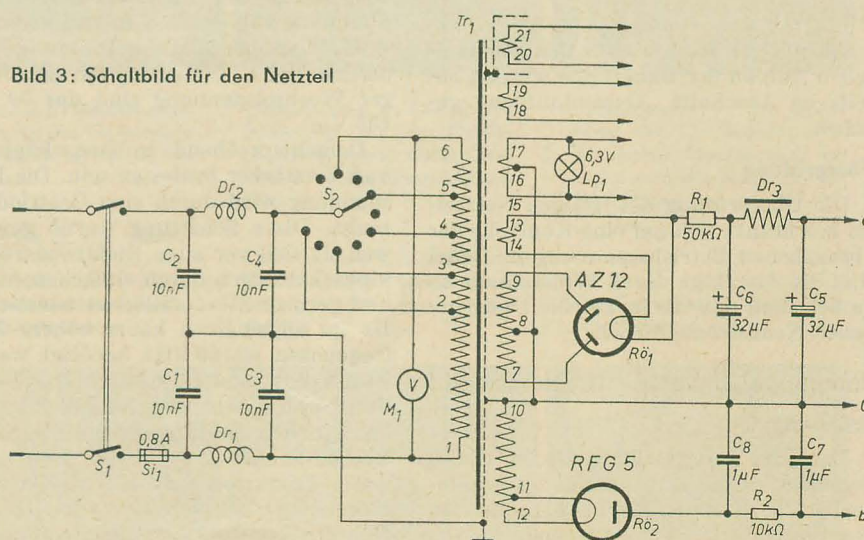 Bild 3: Schaltbild für den Netzteil
Tr₁
21
20
19
18
17
16
15
13
14
9
8
7
10
11
12
6
5
4
3
2
1
6,3V
Lp₁
S₂
Dr₂
C₂
10nF
C₄
10nF
C₁
10nF
C₃
10nF
Dr₁
S₁
0,8A
Si₁
V
M₁
AZ 12
Rö₁
RFG 5
Rö₂
R₁
50kΩ
Dr₃
+
C₆
32µF
+
C₅
32µF
C₈
1µF
C₇
1µF
R₂
10kΩ